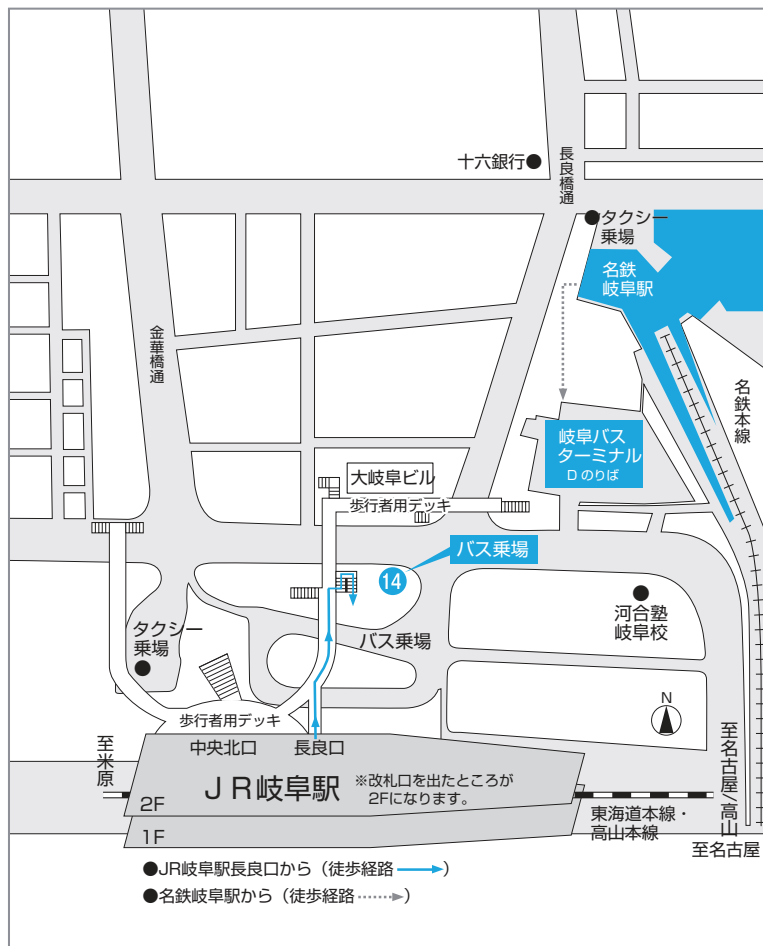 十六銀行●
長良橋通
●タクシー
乗場
名鉄
岐阜駅
金華橋通
名鉄本線
岐阜バス
ターミナル
D のりば
大岐阜ビル
歩行者用デッキ
バス乗場
14
河合塾
岐阜校
タクシー
乗場
バス乗場
N
歩行者用デッキ
中央北口
長良口
至米原
至名古屋/高山
JR岐阜駅
※改札口を出たところが
2Fになります。
2F
1F
東海道本線・
高山本線
至名古屋
●JR岐阜駅長良口から（徒歩経路 → ）
●名鉄岐阜駅から（徒歩経路 ┈> ）